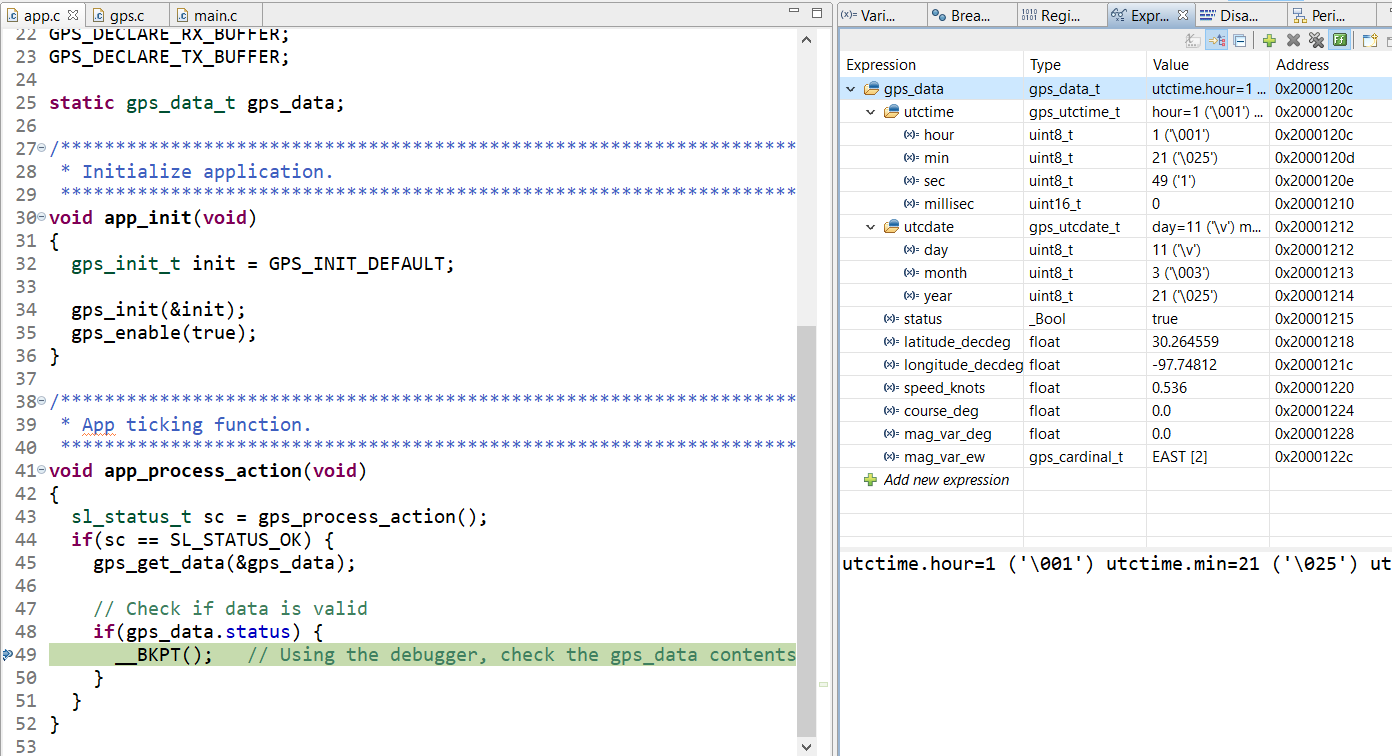 app.c gps.c main.c
22 GPS_DECLARE_RX_BUFFER;
23 GPS_DECLARE_TX_BUFFER;
24
25 static gps_data_t gps_data;
26
27 /********************************************************************
28  * Initialize application.
29  ********************************************************************
30 void app_init(void)
31 {
32   gps_init_t init = GPS_INIT_DEFAULT;
33
34   gps_init(&init);
35   gps_enable(true);
36 }
37
38 /********************************************************************
39  * App ticking function.
40  ********************************************************************
41 void app_process_action(void)
42 {
43   sl_status_t sc = gps_process_action();
44   if(sc == SL_STATUS_OK) {
45     gps_get_data(&gps_data);
46
47     // Check if data is valid
48     if(gps_data.status) {
49       __BKPT();   // Using the debugger, check the gps_data contents
50     }
51   }
52 }
53
(x)= Vari... Brea... 1010 0101 Regi... Expr... Disa... Peri...
Expression Type Value Address
gps_data gps_data_t utctime.hour=1 ... 0x2000120c
utctime gps_utctime_t hour=1 ('\001') ... 0x2000120c
(x)= hour uint8_t 1 ('\001') 0x2000120c
(x)= min uint8_t 21 ('\025') 0x2000120d
(x)= sec uint8_t 49 ('1') 0x2000120e
(x)= millisec uint16_t 0 0x20001210
utcdate gps_utcdate_t day=11 ('\v') m... 0x20001212
(x)= day uint8_t 11 ('\v') 0x20001212
(x)= month uint8_t 3 ('\003') 0x20001213
(x)= year uint8_t 21 ('\025') 0x20001214
(x)= status _Bool true 0x20001215
(x)= latitude_decdeg float 30.264559 0x20001218
(x)= longitude_decdeg float -97.74812 0x2000121c
(x)= speed_knots float 0.536 0x20001220
(x)= course_deg float 0.0 0x20001224
(x)= mag_var_deg float 0.0 0x20001228
(x)= mag_var_ew gps_cardinal_t EAST [2] 0x2000122c
Add new expression
utctime.hour=1 ('\001') utctime.min=21 ('\025') ut